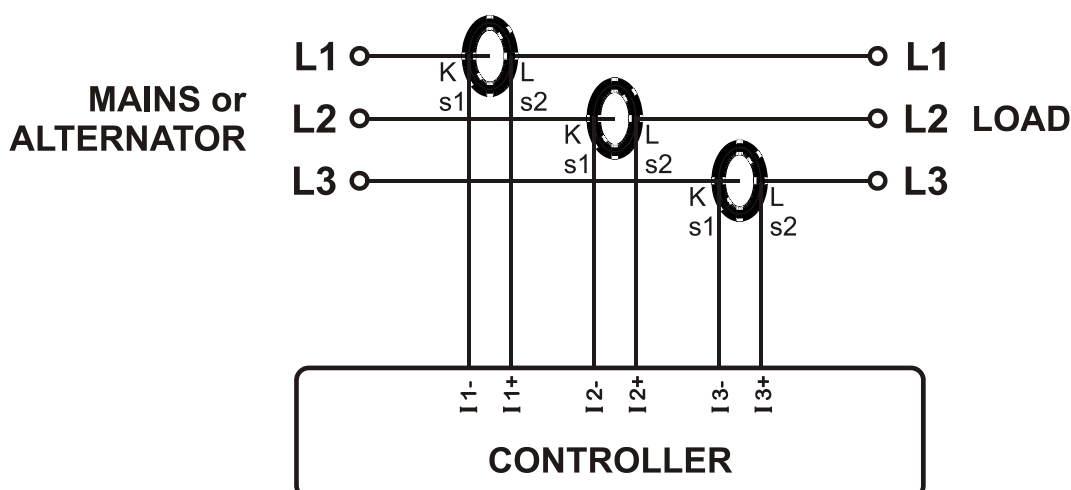 L1 L1
K L
s1 s2
MAINS or
ALTERNATOR
L2 L2 LOAD
K L
s1 s2
L3 L3
K L
s1 s2
I1- I1+ I2- I2+ I3- I3+
CONTROLLER